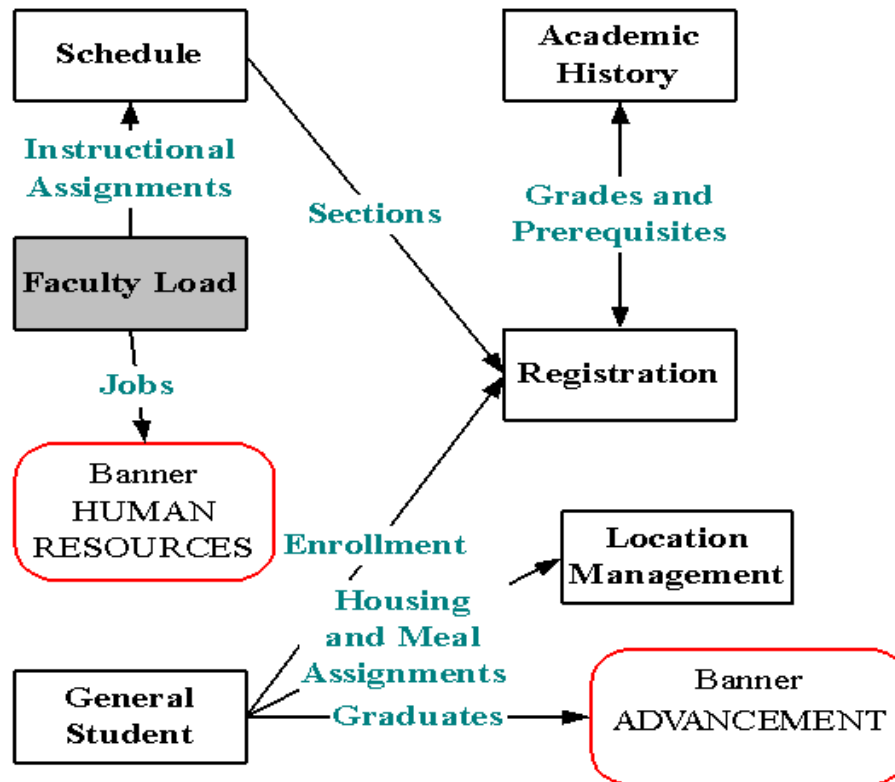 Schedule
Academic
History
Instructional
Assignments
Sections
Grades and
Prerequisites
Faculty Load
Jobs
Registration
Banner
HUMAN
RESOURCES
Enrollment
Location
Management
Housing
and Meal
Assignments
General
Student
Graduates
Banner
ADVANCEMENT